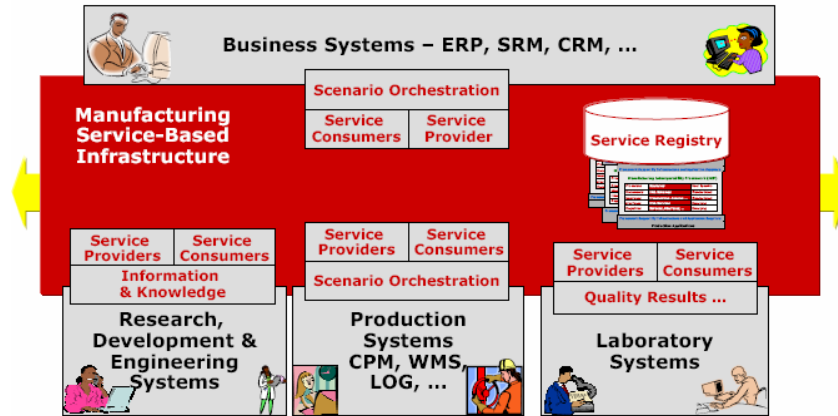 Business Systems – ERP, SRM, CRM, ...
Scenario Orchestration
Service Consumers
Service Provider
Manufacturing
Service-Based
Infrastructure
Service Registry
Service Providers
Service Consumers
Information
& Knowledge
Research,
Development &
Engineering
Systems
Service Providers
Service Consumers
Scenario Orchestration
Production
Systems
CPM, WMS,
LOG, ...
Service Providers
Service Consumers
Quality Results ...
Laboratory
Systems